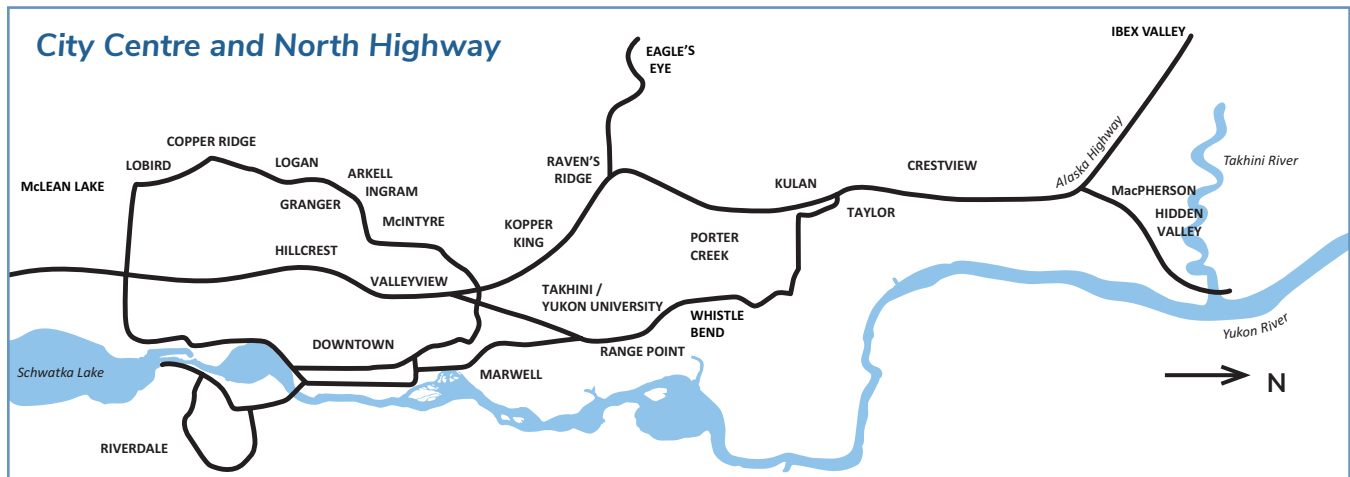 City Centre and North Highway
IBEX VALLEY
EAGLE'S
EYE
COPPER RIDGE
LOBIRD
LOGAN
McLEAN LAKE
ARKELL
INGRAM
GRANGER
McINTYRE
RAVEN'S
RIDGE
KULAN
CRESTVIEW
Alaska Highway
Takhini River
MacPHERSON
HIDDEN
VALLEY
TAYLOR
KOPPER
KING
PORTER
CREEK
HILLCREST
VALLEYVIEW
TAKHINI /
YUKON UNIVERSITY
WHISTLE
BEND
Yukon River
DOWNTOWN
RANGE POINT
Schwatka Lake
MARWELL
N
RIVERDALE